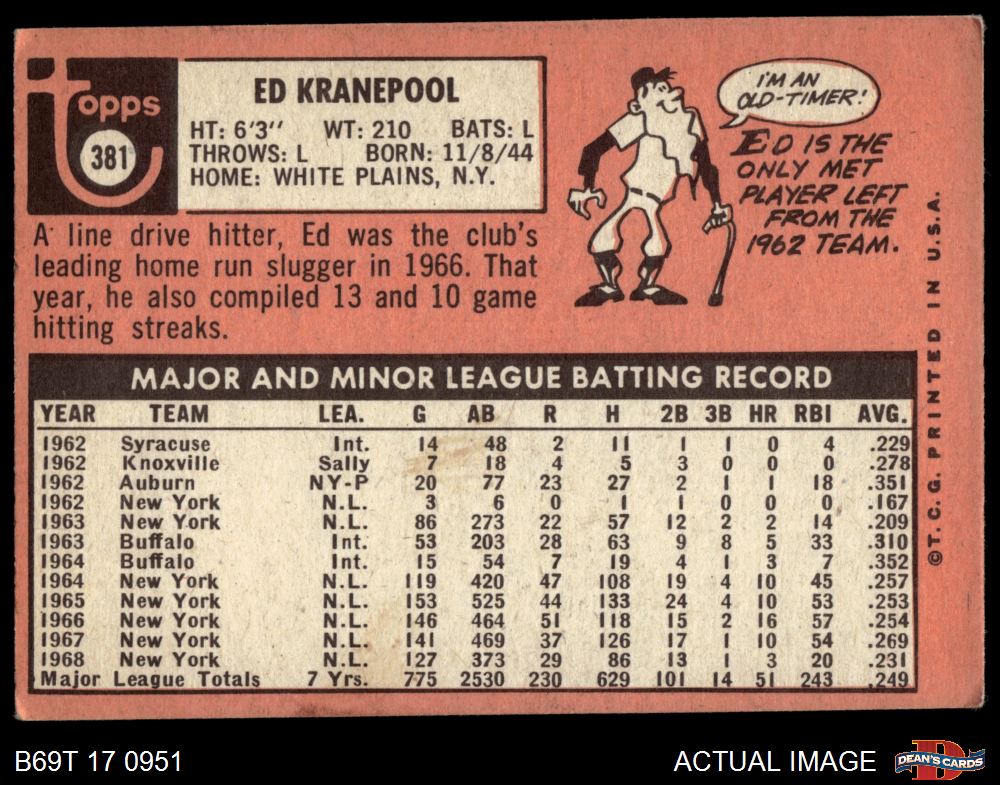 Topps
381
ED KRANEPOOL
HT: 6'3" WT: 210 BATS: L
THROWS: L BORN: 11/8/44
HOME: WHITE PLAINS, N.Y.
A line drive hitter, Ed was the club's
leading home run slugger in 1966. That
year, he also compiled 13 and 10 game
hitting streaks.
I'M AN
OLD-TIMER!
ED IS THE
ONLY MET
PLAYER LEFT
FROM THE
1962 TEAM.
MAJOR AND MINOR LEAGUE BATTING RECORD
YEAR TEAM LEA. G AB R H 2B 3B HR RBI AVG.
1962 Syracuse Int. 14 48 2 11 1 1 0 4 .229
1962 Knoxville Sally 7 18 4 5 3 0 0 0 .278
1962 Auburn NY-P 20 77 23 27 2 1 1 18 .351
1962 New York N.L. 3 6 0 1 1 0 0 0 .167
1963 New York N.L. 86 273 22 57 12 2 2 14 .209
1963 Buffalo Int. 53 203 28 63 9 8 5 33 .310
1964 Buffalo Int. 15 54 7 19 4 1 3 7 .352
1964 New York N.L. 119 420 47 108 19 4 10 45 .257
1965 New York N.L. 153 525 44 133 24 4 10 53 .253
1966 New York N.L. 146 464 51 118 15 2 16 57 .254
1967 New York N.L. 141 469 37 126 17 1 10 54 .269
1968 New York N.L. 127 373 29 86 13 1 3 20 .231
Major League Totals 7 Yrs. 775 2530 230 629 101 14 51 243 .249
©T.C.G. PRINTED IN U.S.A.
B69T 17 0951
ACTUAL IMAGE
DEAN'S CARDS